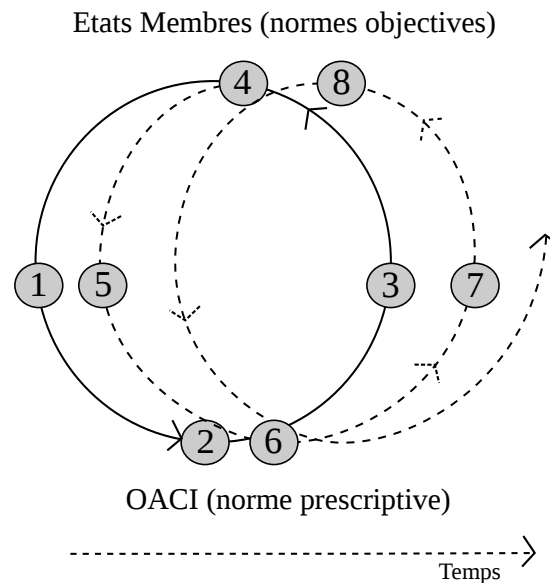 Etats Membres (normes objectives)
4 8
1 5 3 7
2 6
OACI (norme prescriptive)
Temps